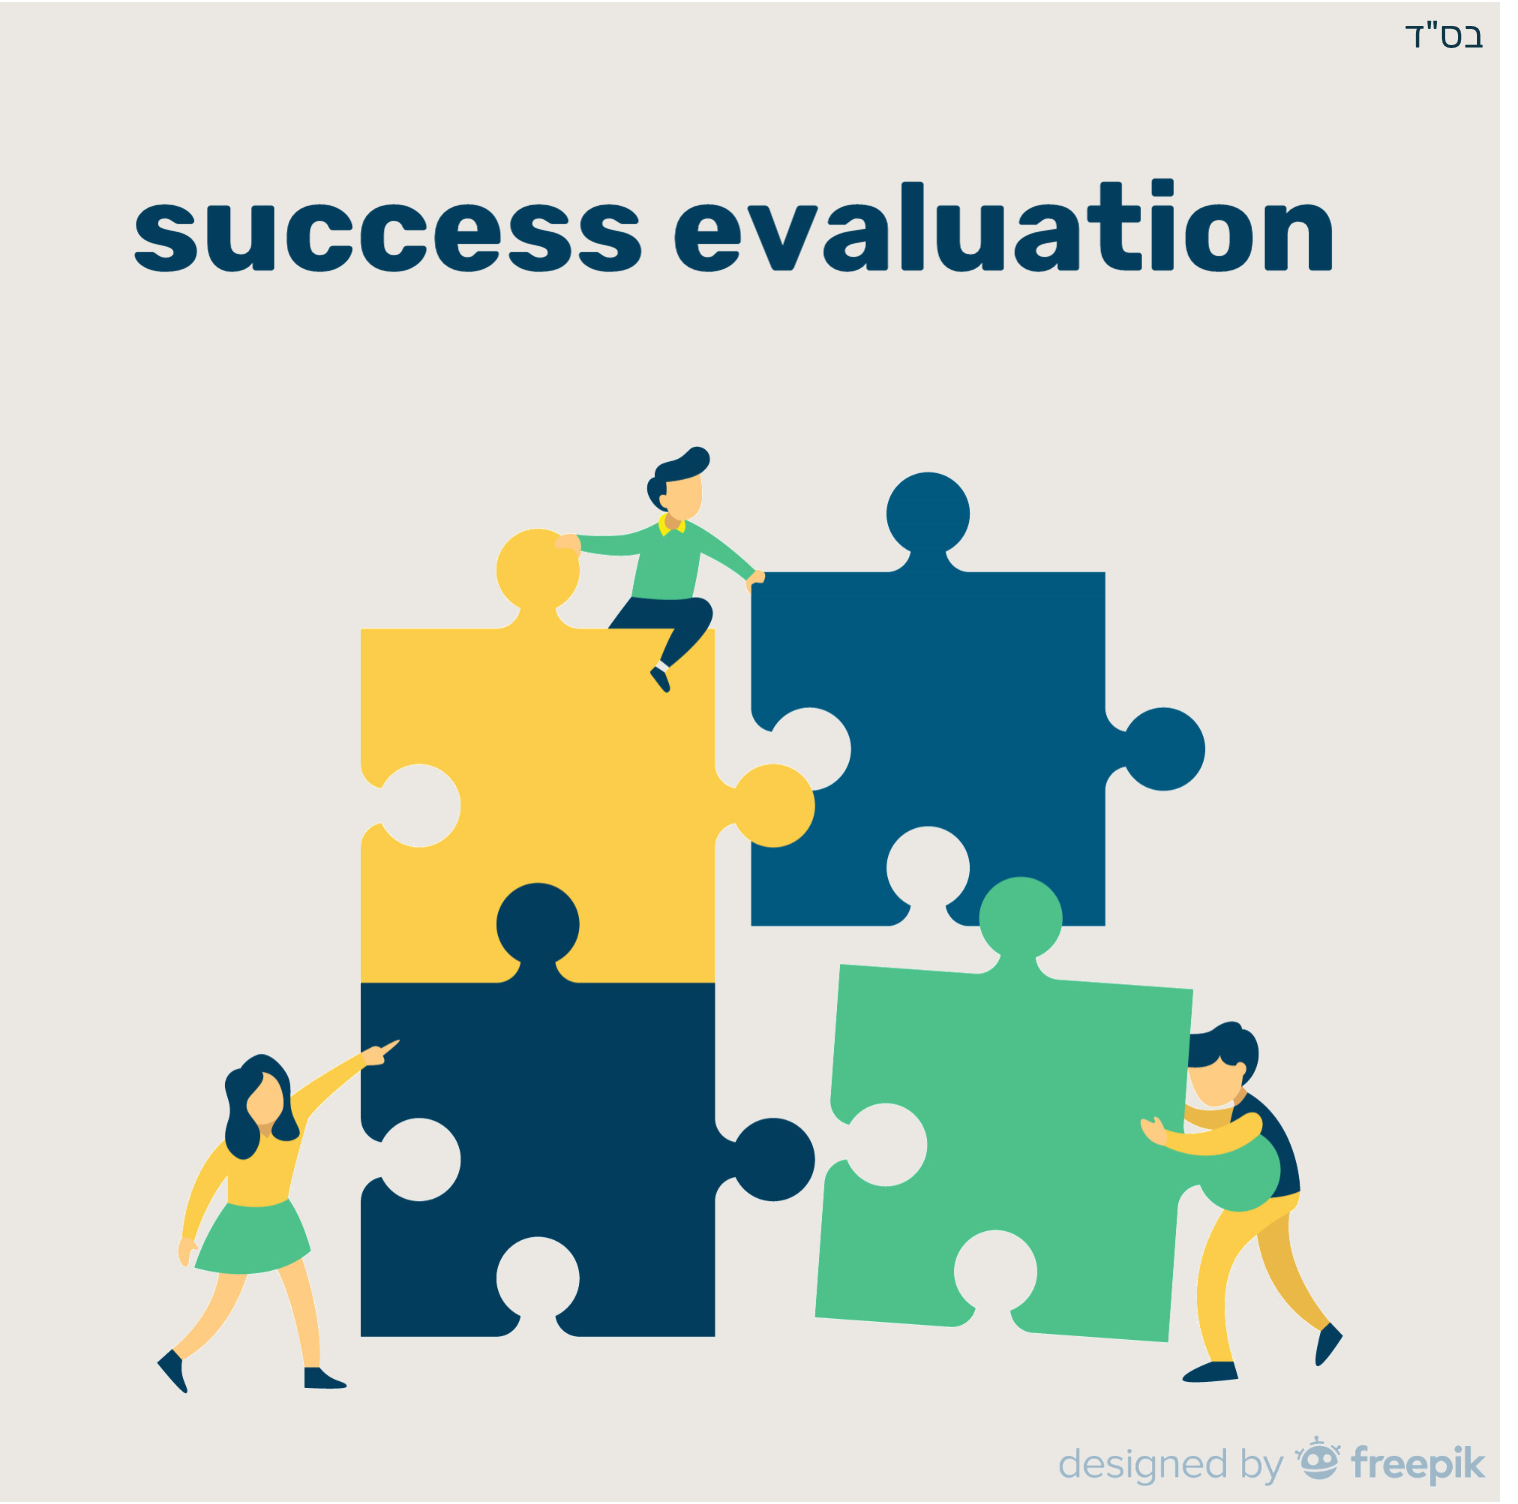 בס"ד
success evaluation
designed by freepik